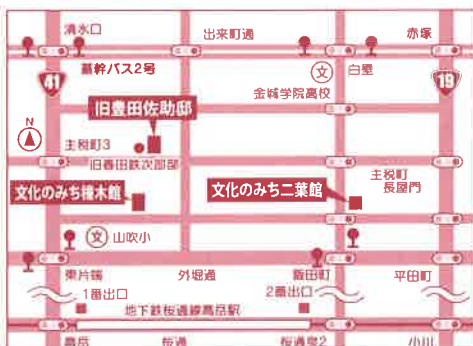 清水口
出来町通
赤塚
基幹バス2号
41
文
白壁
19
金城学院高校
旧豊田佐助邸
N
主税町3
旧春田鉄次郎邸
主税町
長屋門
文化のみち橦木館
文化のみち二葉館
文
山吹小
東片端
外堀通
飯田町
平田町
1番出口
2番出口
地下鉄桜通線高岳駅
高岳
桜通
桜通泉2
小川